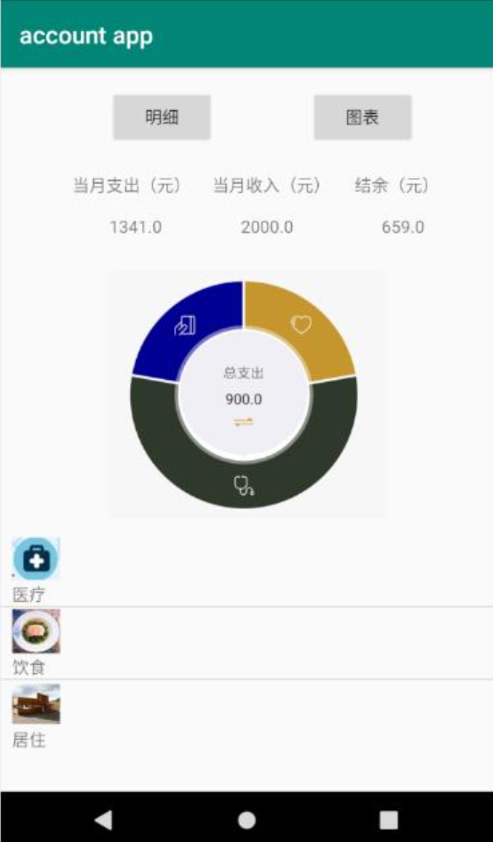 account app
明细 图表
当月支出（元） 当月收入（元） 结余（元）
1341.0 2000.0 659.0
总支出
900.0
医疗
饮食
居住